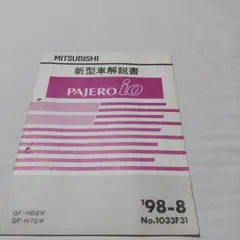 MITSUBISHI
新型車解説書
PAJERO io
'98-8
GF-H66W
GF-H76W
No.1033F31